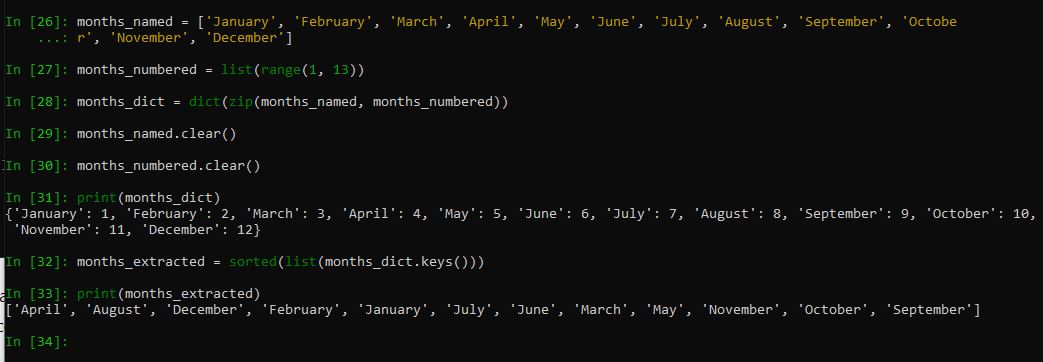 In [26]: months_named = ['January', 'February', 'March', 'April', 'May', 'June', 'July', 'August', 'September', 'Octobe
...: r', 'November', 'December']
In [27]: months_numbered = list(range(1, 13))
In [28]: months_dict = dict(zip(months_named, months_numbered))
In [29]: months_named.clear()
In [30]: months_numbered.clear()
In [31]: print(months_dict)
{'January': 1, 'February': 2, 'March': 3, 'April': 4, 'May': 5, 'June': 6, 'July': 7, 'August': 8, 'September': 9, 'October': 10,
'November': 11, 'December': 12}
In [32]: months_extracted = sorted(list(months_dict.keys()))
In [33]: print(months_extracted)
['April', 'August', 'December', 'February', 'January', 'July', 'June', 'March', 'May', 'November', 'October', 'September']
In [34]: